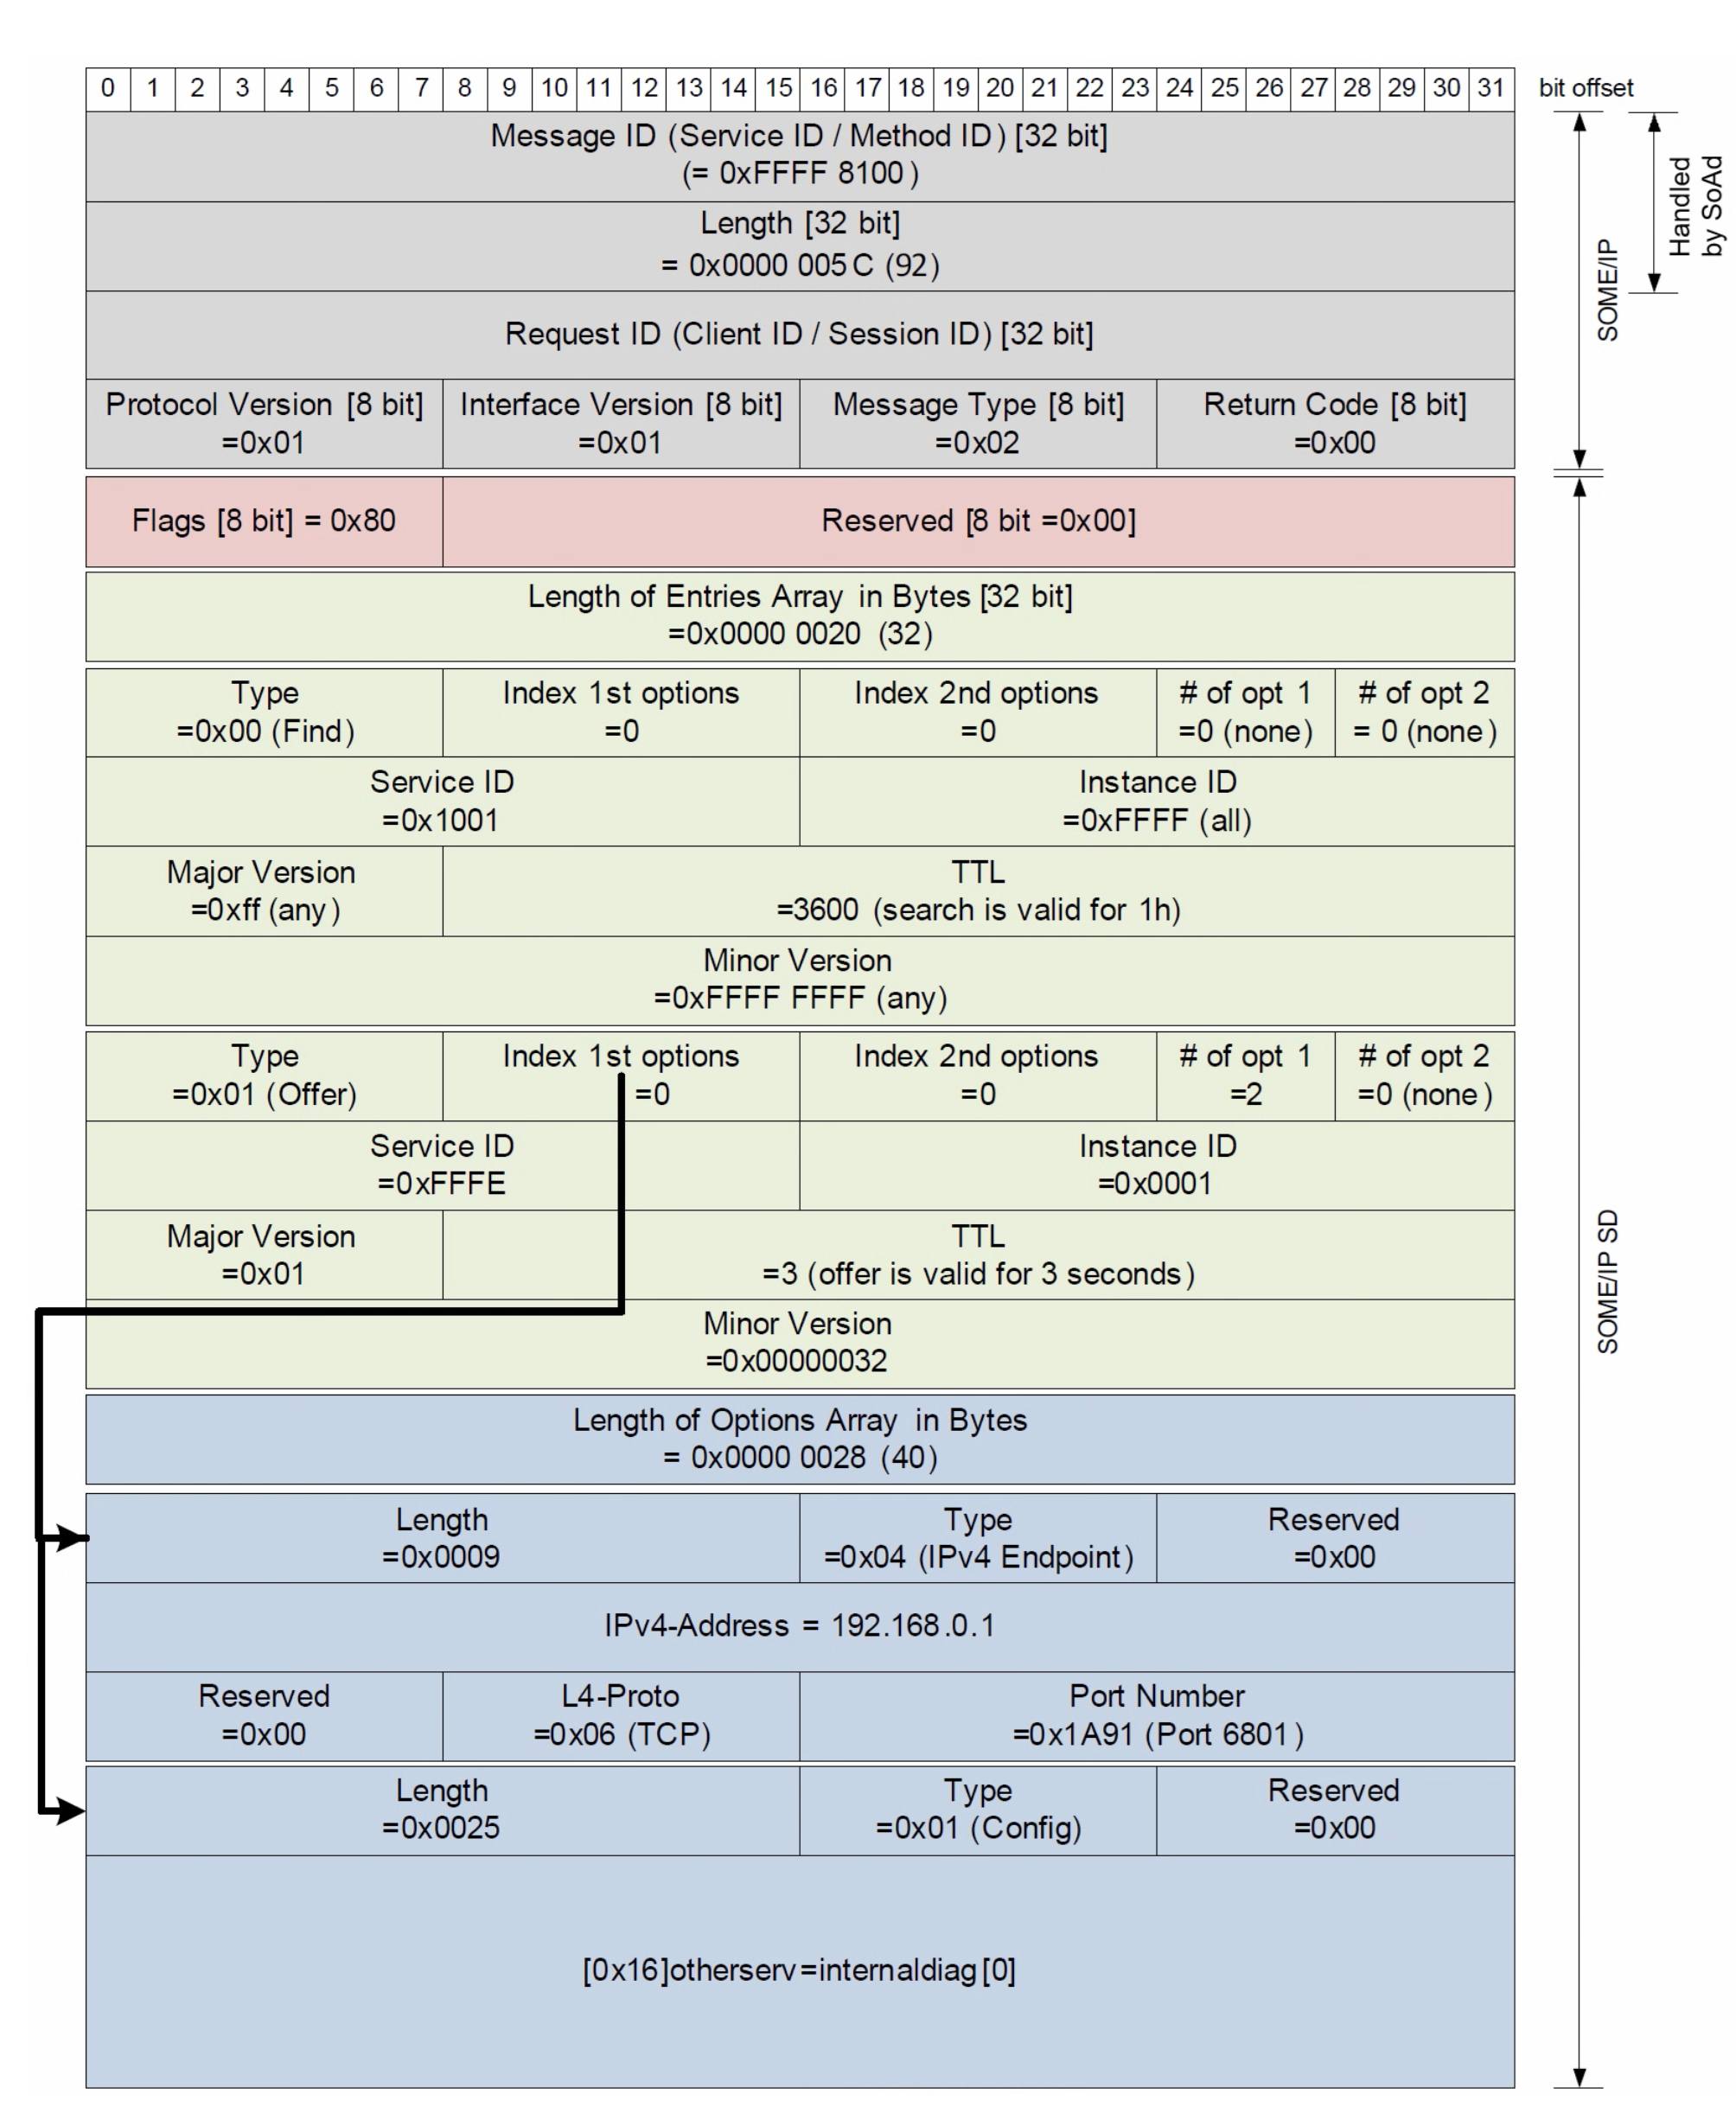 0 1 2 3 4 5 6 7 8 9 10 11 12 13 14 15 16 17 18 19 20 21 22 23 24 25 26 27 28 29 30 31 bit offset
Message ID (Service ID / Method ID) [32 bit]
(= 0xFFFF 8100)
Length [32 bit]
= 0x0000 005C (92)
Request ID (Client ID / Session ID) [32 bit]
Protocol Version [8 bit]
=0x01
Interface Version [8 bit]
=0x01
Message Type [8 bit]
=0x02
Return Code [8 bit]
=0x00
SOME/IP
Handled
by SoAd
Flags [8 bit] = 0x80
Reserved [8 bit =0x00]
Length of Entries Array in Bytes [32 bit]
=0x0000 0020 (32)
Type
=0x00 (Find)
Index 1st options
=0
Index 2nd options
=0
# of opt 1
=0 (none)
# of opt 2
= 0 (none)
Service ID
=0x1001
Instance ID
=0xFFFF (all)
Major Version
=0xff (any)
TTL
=3600 (search is valid for 1h)
Minor Version
=0xFFFF FFFF (any)
Type
=0x01 (Offer)
Index 1st options
=0
Index 2nd options
=0
# of opt 1
=2
# of opt 2
=0 (none)
Service ID
=0xFFFE
Instance ID
=0x0001
Major Version
=0x01
TTL
=3 (offer is valid for 3 seconds)
Minor Version
=0x00000032
SOME/IP SD
Length of Options Array in Bytes
= 0x0000 0028 (40)
Length
=0x0009
Type
=0x04 (IPv4 Endpoint)
Reserved
=0x00
IPv4-Address = 192.168.0.1
Reserved
=0x00
L4-Proto
=0x06 (TCP)
Port Number
=0x1A91 (Port 6801)
Length
=0x0025
Type
=0x01 (Config)
Reserved
=0x00
[0x16]otherserv=internaldiag[0]